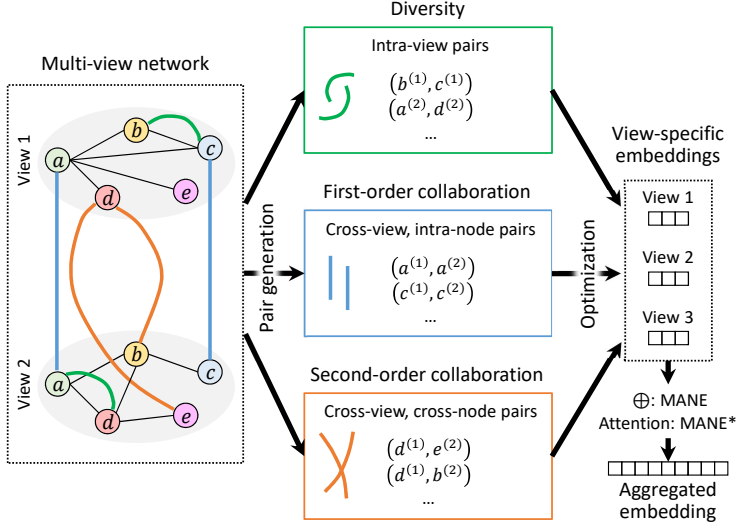 Multi-view network
View 1
a
b
c
d
e
View 2
a
b
c
d
e
Pair generation
Diversity
Intra-view pairs
(b⁽¹⁾, c⁽¹⁾)
(a⁽²⁾, d⁽²⁾)
...
First-order collaboration
Cross-view, intra-node pairs
(a⁽¹⁾, a⁽²⁾)
(c⁽¹⁾, c⁽²⁾)
...
Second-order collaboration
Cross-view, cross-node pairs
(d⁽¹⁾, e⁽²⁾)
(d⁽¹⁾, b⁽²⁾)
...
Optimization
View-specific
embeddings
View 1
View 2
View 3
⊕: MANE
Attention: MANE*
Aggregated
embedding